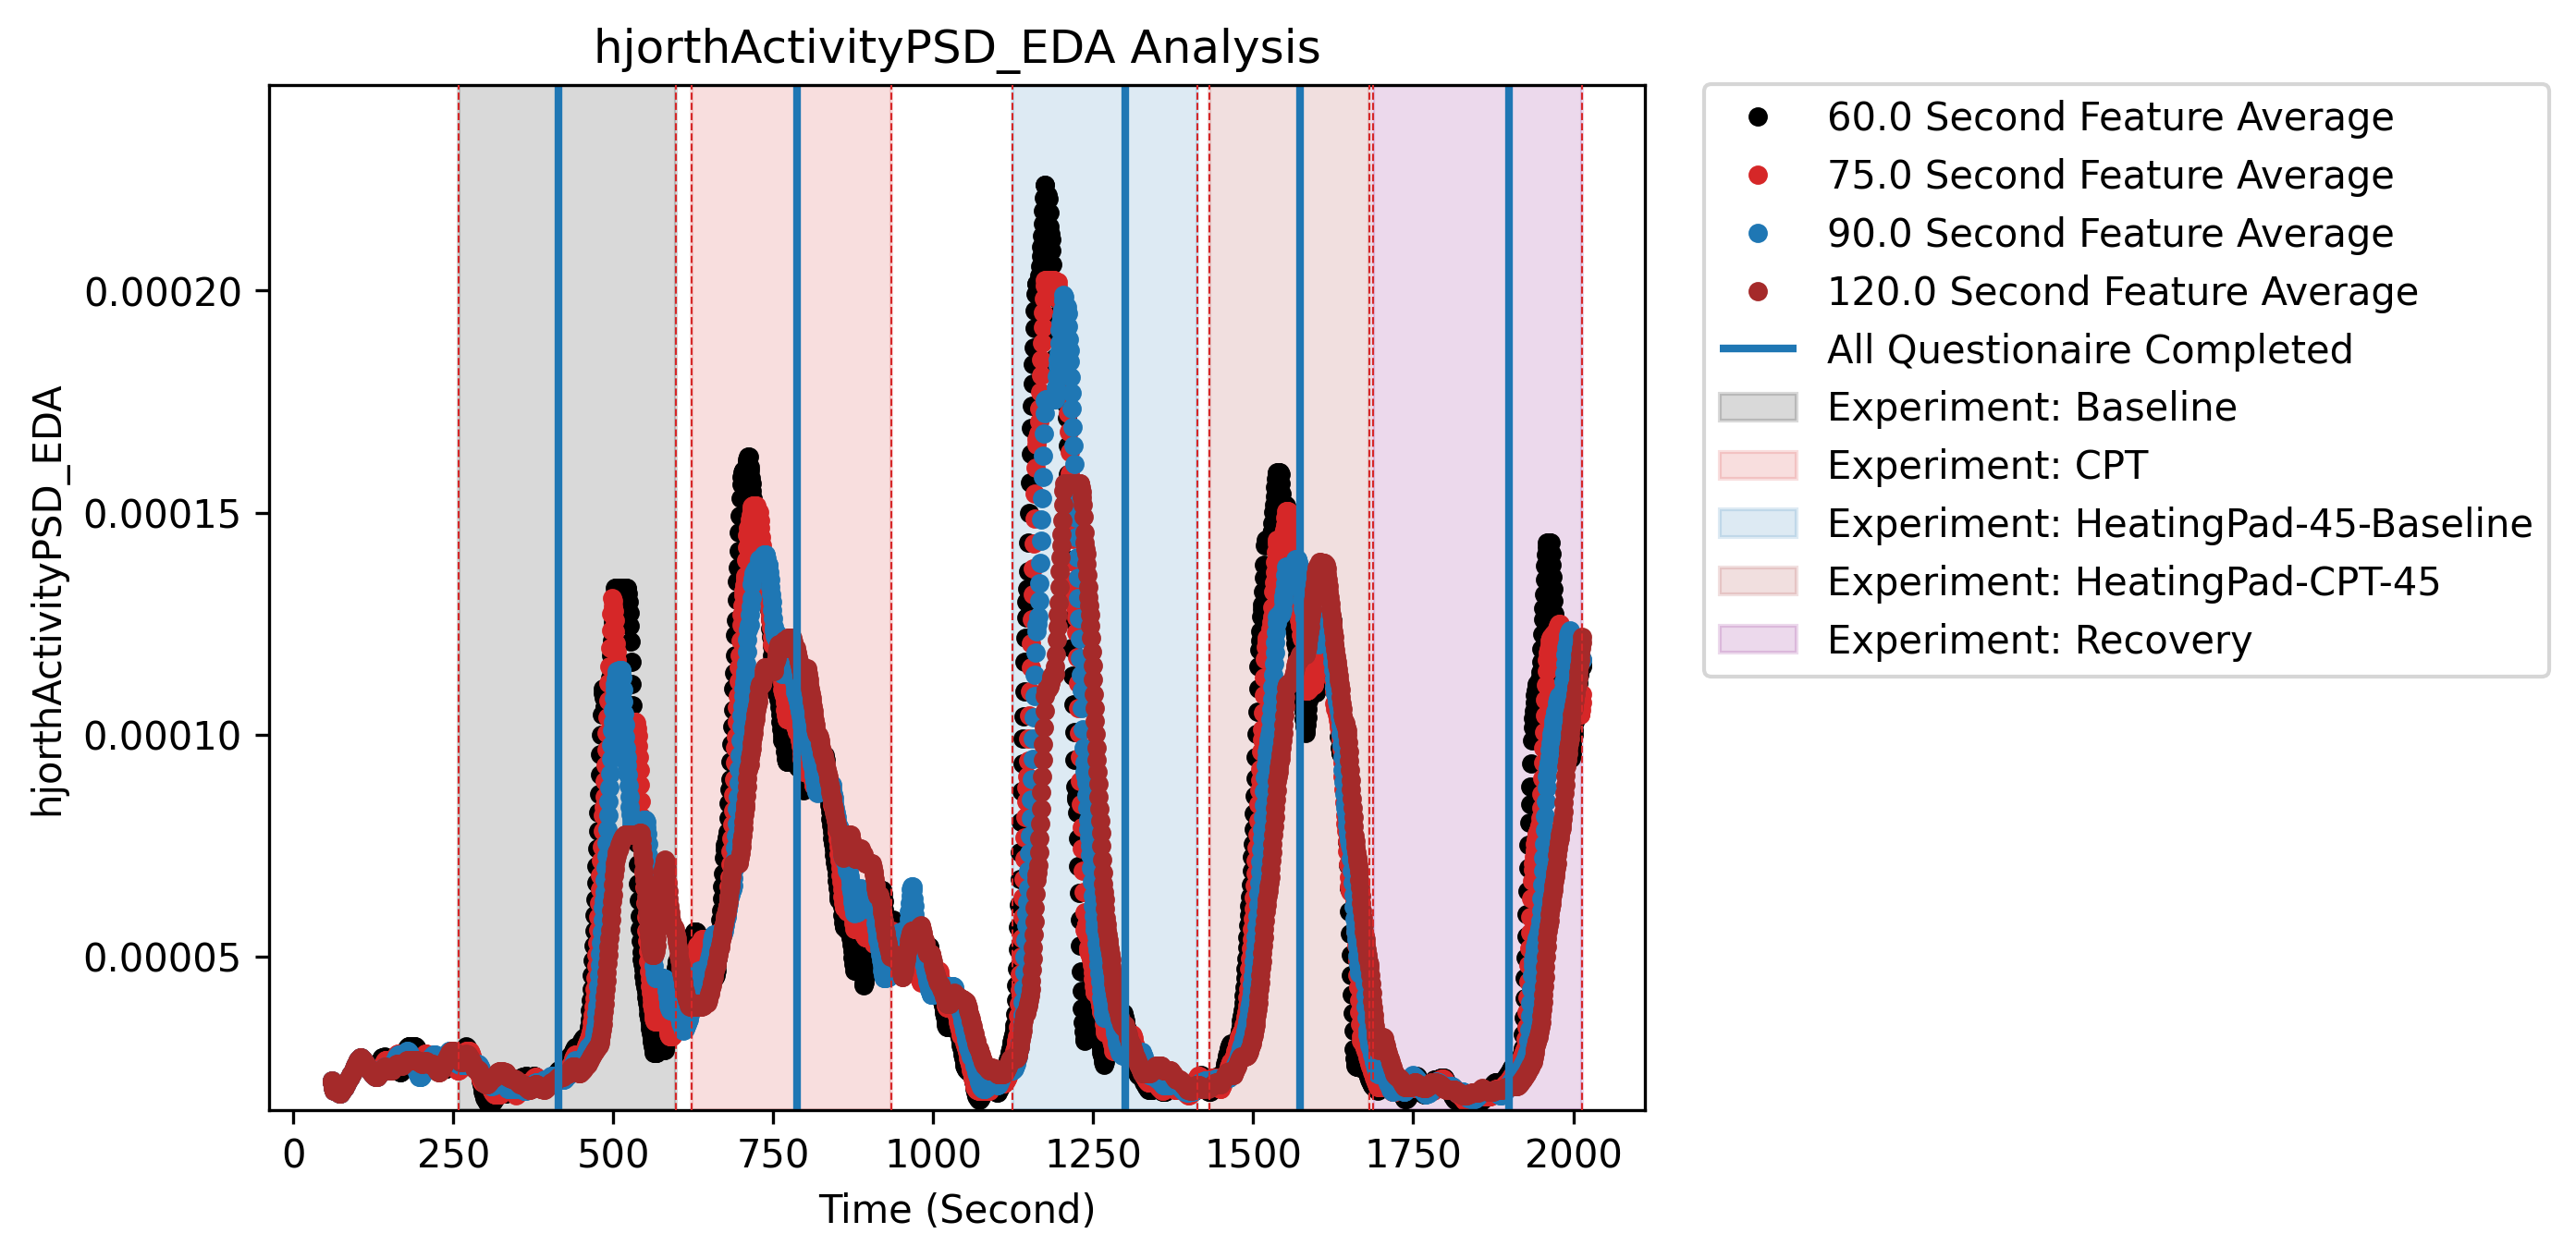 hjorthActivityPSD_EDA Analysis
hjorthActivityPSD_EDA
0.00020
0.00015
0.00010
0.00005
0 250 500 750 1000 1250 1500 1750 2000
Time (Second)
60.0 Second Feature Average
75.0 Second Feature Average
90.0 Second Feature Average
120.0 Second Feature Average
All Questionaire Completed
Experiment: Baseline
Experiment: CPT
Experiment: HeatingPad-45-Baseline
Experiment: HeatingPad-CPT-45
Experiment: Recovery